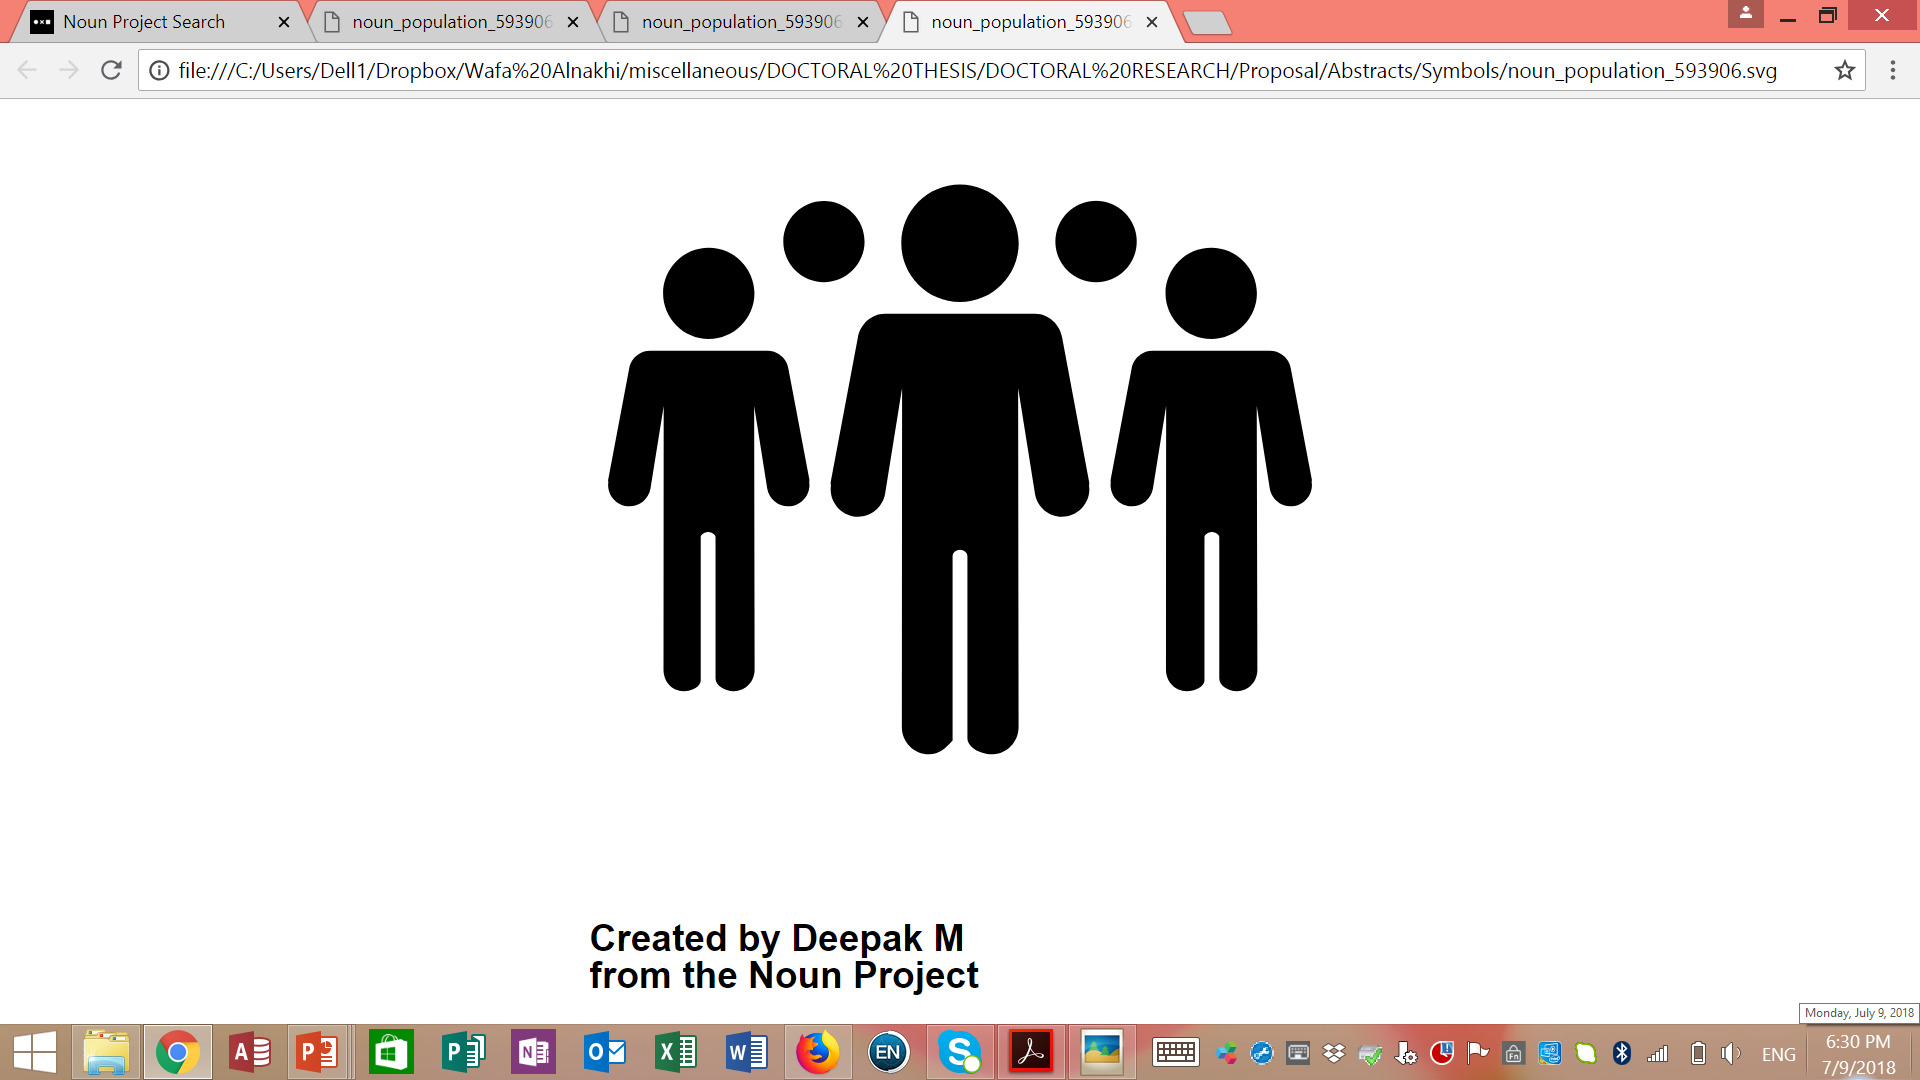 Noun Project Search
noun_population_593906
noun_population_593906
noun_population_593906
file:///C:/Users/Dell1/Dropbox/Wafa%20Alnakhi/miscellaneous/DOCTORAL%20THESIS/DOCTORAL%20RESEARCH/Proposal/Abstracts/Symbols/noun_population_593906.svg
Created by Deepak M
from the Noun Project
Monday, July 9, 2018
EN
ENG
6:30 PM
7/9/2018